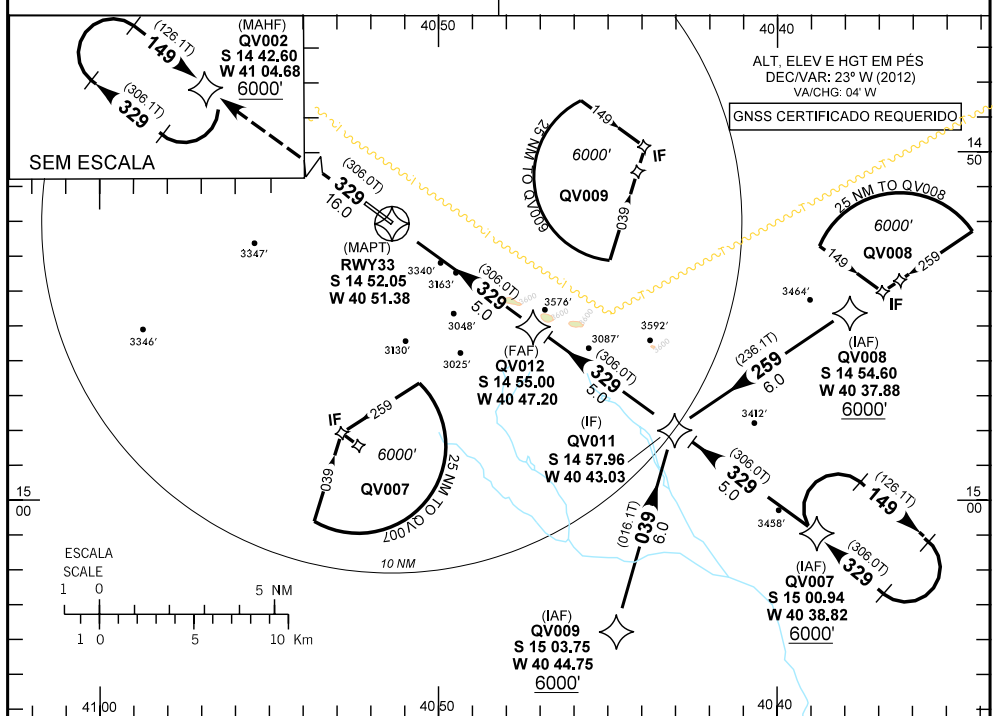 40 50
40 40
(MAHF)
QV002
S 14 42.60
W 41 04.68
6000'
(126.1T)
149
(306.1T)
329
SEM ESCALA
ALT, ELEV E HGT EM PÉS
DEC/VAR: 23º W (2012)
VA/CHG: 04' W
GNSS CERTIFICADO REQUERIDO
14
50
25 NM TO QV009
149
IF
6000'
QV009
039
25 NM TO QV008
6000'
QV008
149
259
IF
(306.0T)
329
16.0
(MAPT)
RWY33
S 14 52.05
W 40 51.38
3347'
3340'
3163'
(306.0T)
329
5.0
3600
3576'
3600
3600
3464'
3346'
3048'
3130'
3025'
3087'
3592'
3600
(FAF)
QV012
S 14 55.00
W 40 47.20
(306.0T)
329
5.0
(236.1T)
259
6.0
(IAF)
QV008
S 14 54.60
W 40 37.88
6000'
3412'
(IF)
QV011
S 14 57.96
W 40 43.03
IF
259
6000'
QV007
039
25 NM TO QV007
(306.0T)
329
5.0
3458'
(126.1T)
149
(306.0T)
329
(IAF)
QV007
S 15 00.94
W 40 38.82
6000'
15
00
15
00
(016.1T)
039
6.0
10 NM
(IAF)
QV009
S 15 03.75
W 40 44.75
6000'
ESCALA
SCALE
1 0 5 NM
1 0 5 10 Km
41 00
40 50
40 40